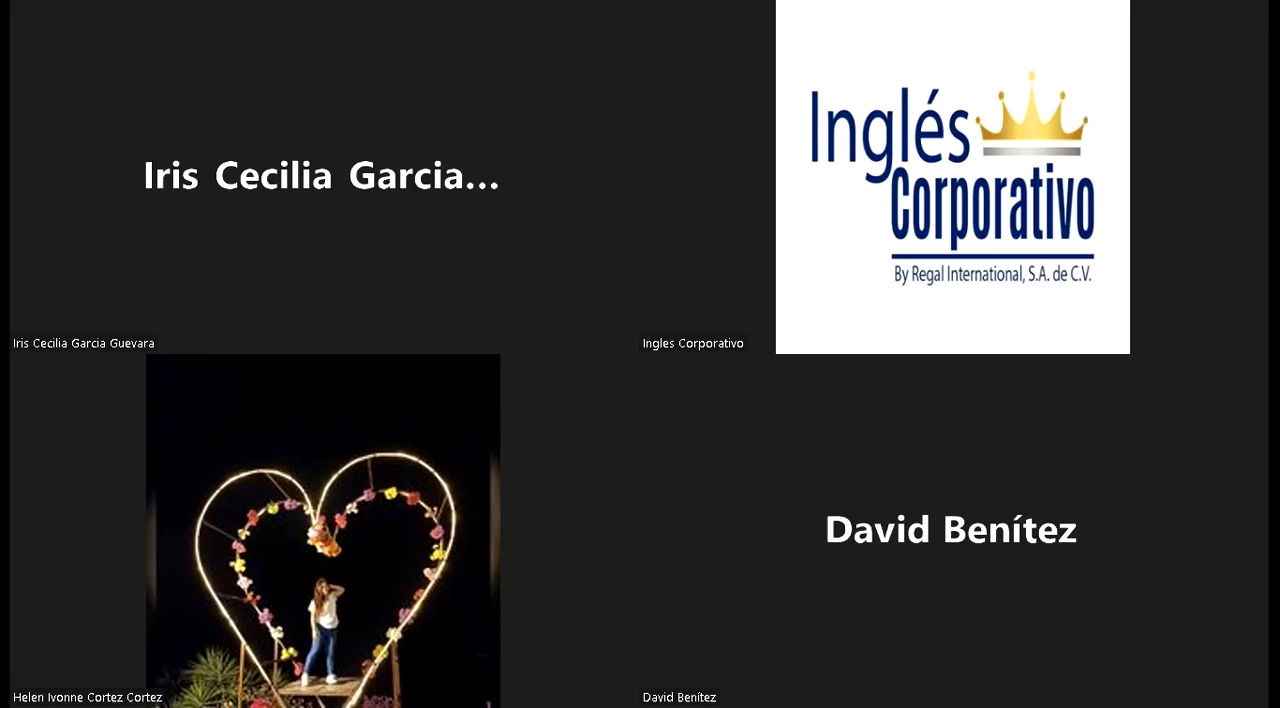 Iris Cecilia Garcia...
Iris Cecilia Garcia Guevara
Inglés
Corporativo
By Regal International, S.A. de C.V.
Ingles Corporativo
Helen Ivonne Cortez Cortez
David Benítez
David Benítez